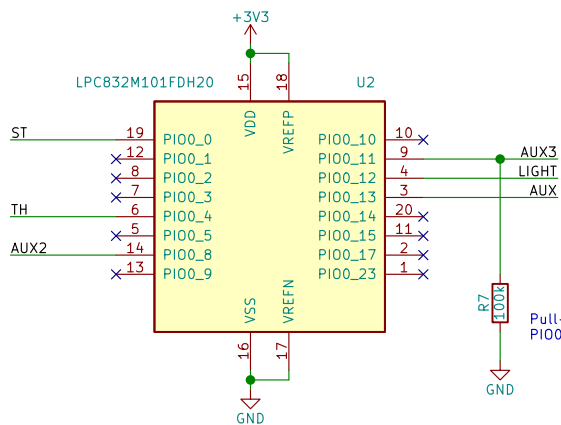 +3V3
LPC832M101FDH20 U2
15 18
VDD VREFP
ST 19 PIO0_0 PIO0_10 10
12 PIO0_1 PIO0_11 9 AUX3
8 PIO0_2 PIO0_12 4 LIGHT
7 PIO0_3 PIO0_13 3 AUX
TH 6 PIO0_4 PIO0_14 20
5 PIO0_5 PIO0_15 11
AUX2 14 PIO0_8 PIO0_17 2
13 PIO0_9 PIO0_23 1
VSS VREFN
R7 100k
Pull-
PIO0
16 17
GND
GND